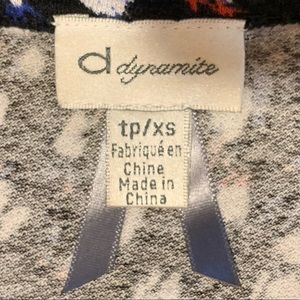 d dynamite
tp/xs
Fabriqué en
Chine
Made in
China